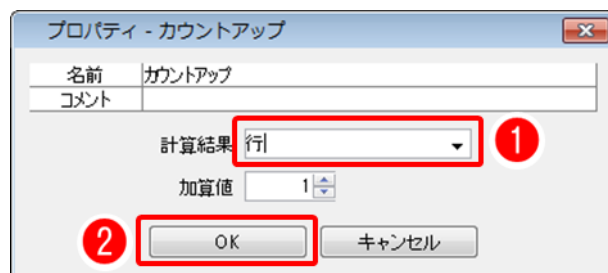 プロパティ - カウントアップ
名前 カウントアップ
コメント
計算結果 行
1
加算値 1
2
OK キャンセル